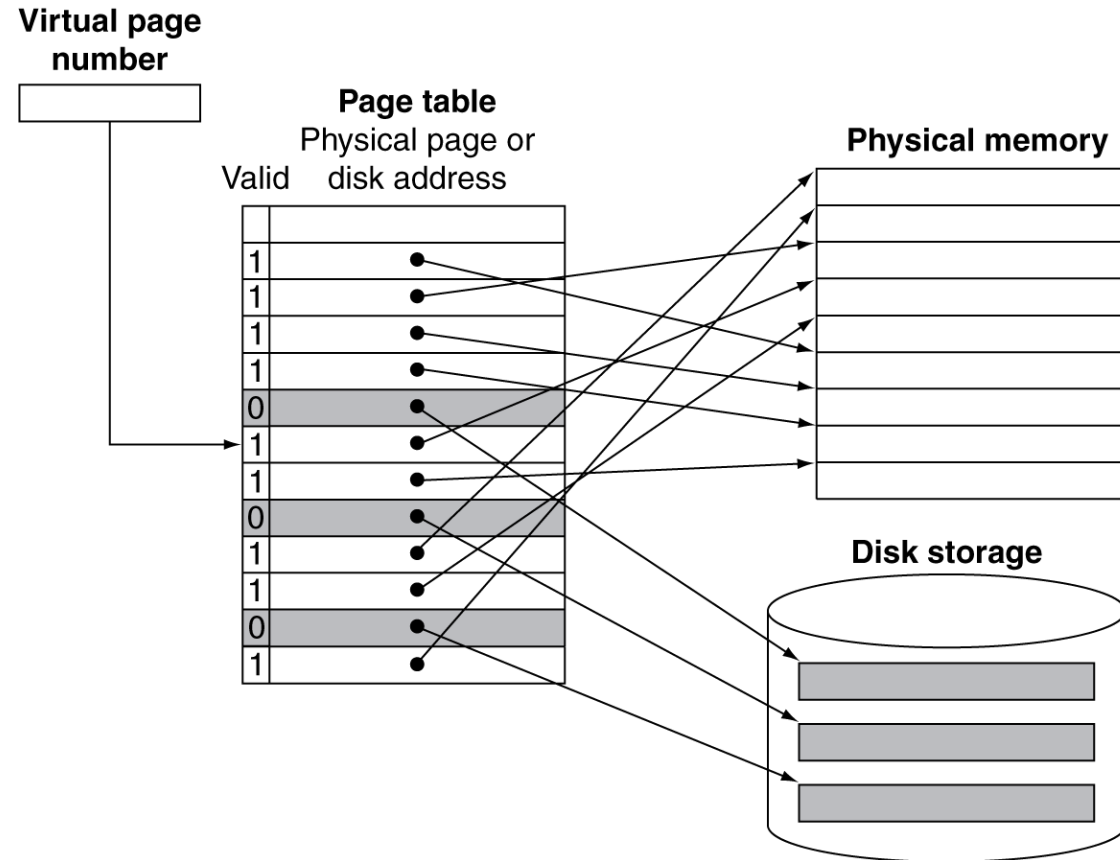 Virtual page
number
Page table
Physical page or
Valid disk address
Physical memory
1
1
1
1
0
1
1
0
1
1
0
1
Disk storage